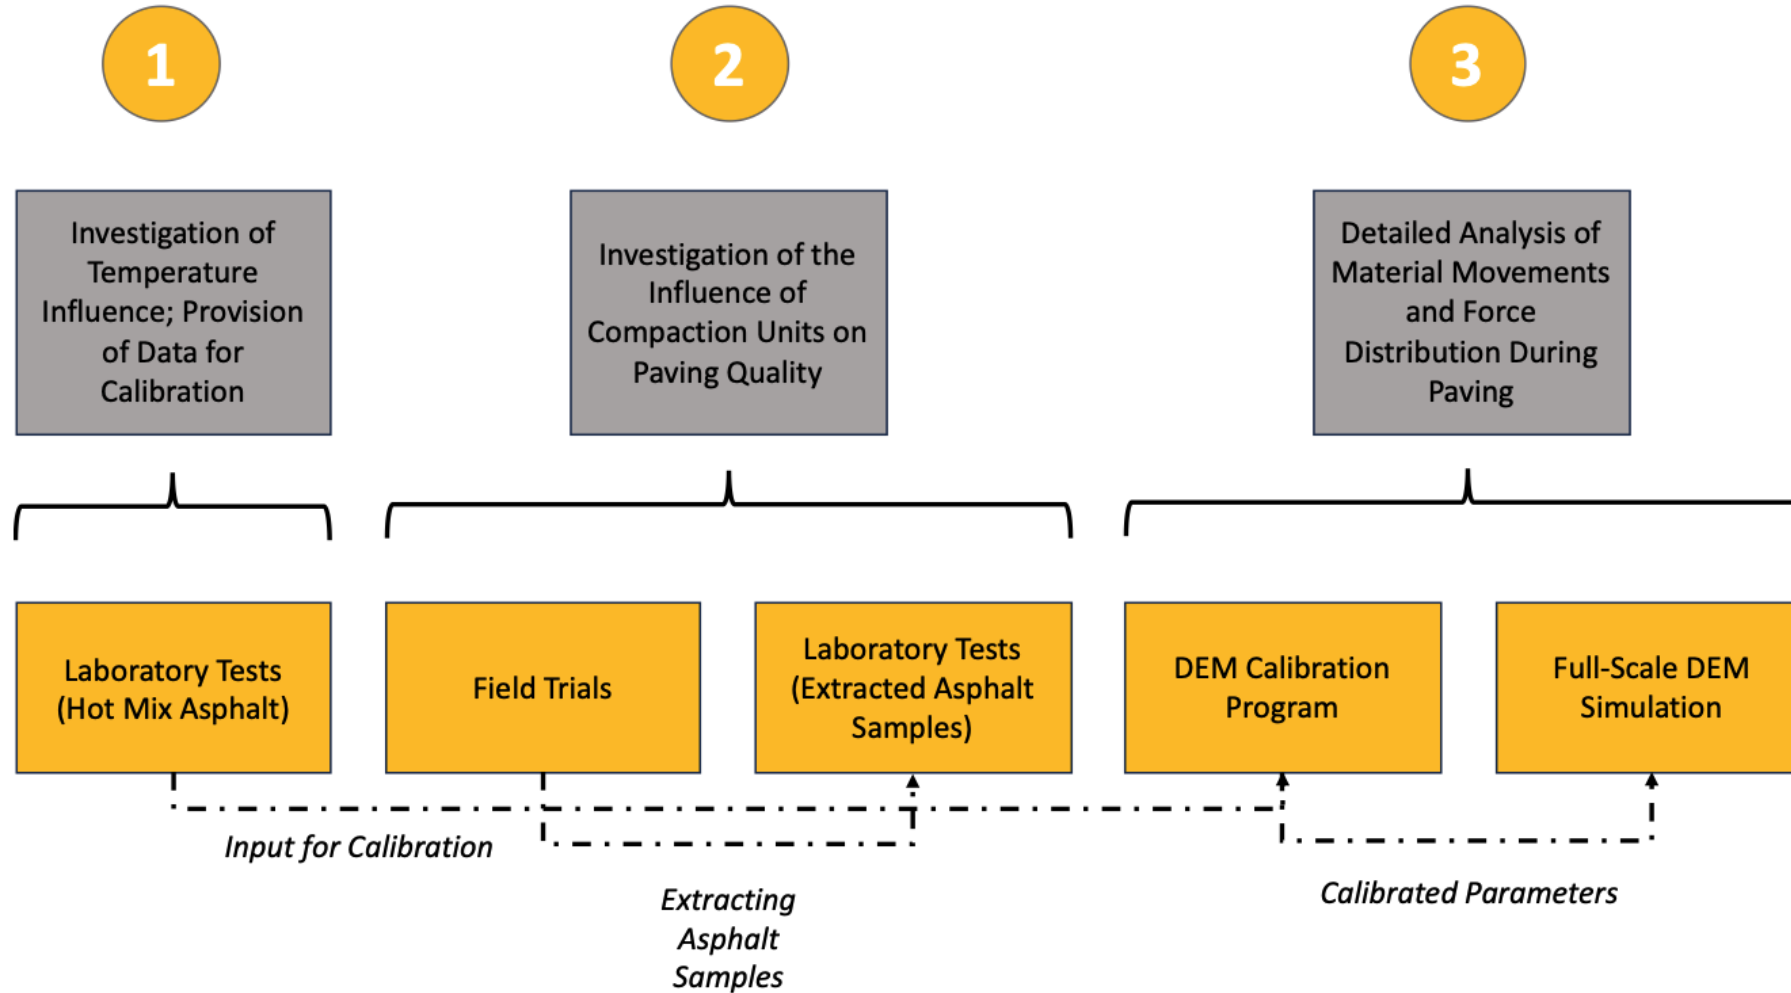 1
2
3
Investigation of
Temperature
Influence; Provision
of Data for
Calibration
Investigation of the
Influence of
Compaction Units on
Paving Quality
Detailed Analysis of
Material Movements
and Force
Distribution During
Paving
Laboratory Tests
(Hot Mix Asphalt)
Field Trials
Laboratory Tests
(Extracted Asphalt
Samples)
DEM Calibration
Program
Full-Scale DEM
Simulation
Input for Calibration
Extracting
Asphalt
Samples
Calibrated Parameters